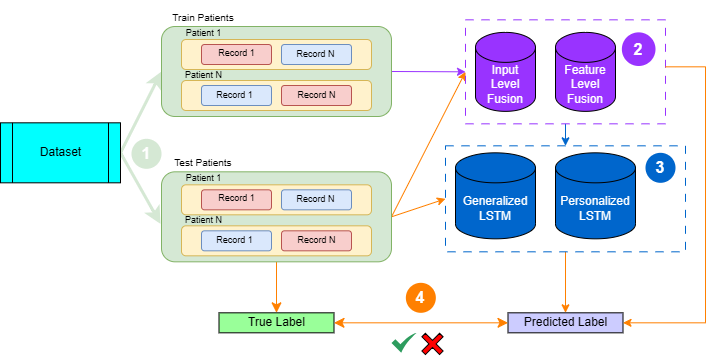 Train Patients
Patient 1
Record 1
Record N
Patient N
Record 1
Record N
Input
Level
Fusion
Feature
Level
Fusion
2
Dataset
1
Test Patients
Patient 1
Record 1
Record N
Patient N
Record 1
Record N
Generalized
LSTM
Personalized
LSTM
3
4
True Label
Predicted Label